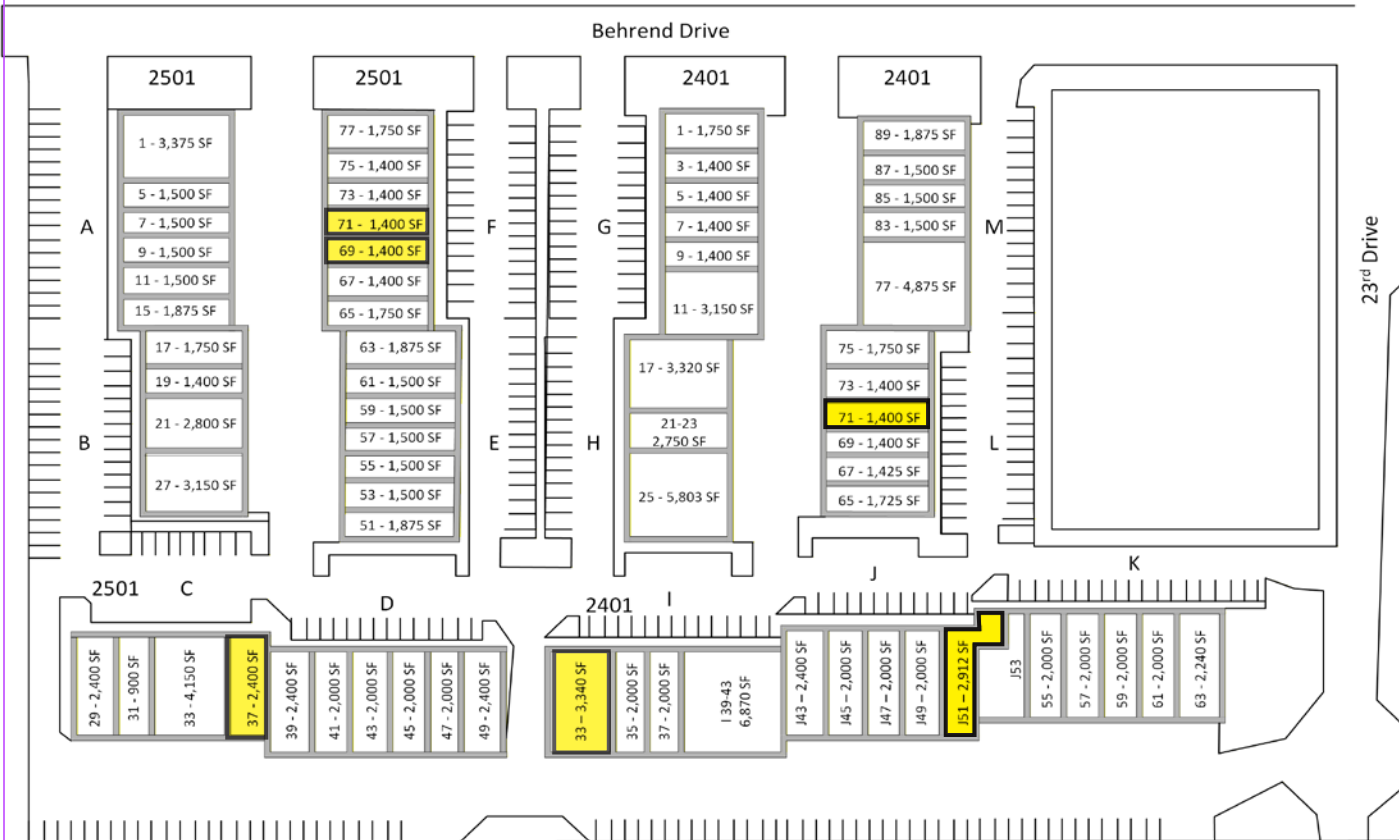 Behrend Drive
2501
2501
2401
2401
1 - 3,375 SF
5 - 1,500 SF
7 - 1,500 SF
9 - 1,500 SF
11 - 1,500 SF
15 - 1,875 SF
A
17 - 1,750 SF
19 - 1,400 SF
21 - 2,800 SF
27 - 3,150 SF
B
77 - 1,750 SF
75 - 1,400 SF
73 - 1,400 SF
71 - 1,400 SF
69 - 1,400 SF
67 - 1,400 SF
65 - 1,750 SF
F
63 - 1,875 SF
61 - 1,500 SF
59 - 1,500 SF
57 - 1,500 SF
55 - 1,500 SF
53 - 1,500 SF
51 - 1,875 SF
E
G
1 - 1,750 SF
3 - 1,400 SF
5 - 1,400 SF
7 - 1,400 SF
9 - 1,400 SF
11 - 3,150 SF
H
17 - 3,320 SF
21-23
2,750 SF
25 - 5,803 SF
89 - 1,875 SF
87 - 1,500 SF
85 - 1,500 SF
83 - 1,500 SF
77 - 4,875 SF
M
75 - 1,750 SF
73 - 1,400 SF
71 - 1,400 SF
69 - 1,400 SF
67 - 1,425 SF
65 - 1,725 SF
L
23rd Drive
2501
C
D
2401
I
J
K
29 - 2,400 SF
31 - 900 SF
33 - 4,150 SF
37 - 2,400 SF
39 - 2,400 SF
41 - 2,000 SF
43 - 2,000 SF
45 - 2,000 SF
47 - 2,000 SF
49 - 2,400 SF
33 – 3,340 SF
35 - 2,000 SF
37 - 2,000 SF
I 39-43
6,870 SF
J43 – 2,400 SF
J45 – 2,000 SF
J47 – 2,000 SF
J49 – 2,000 SF
J51 – 2,912 SF
J53
55 - 2,000 SF
57 - 2,000 SF
59 - 2,000 SF
61 - 2,000 SF
63 - 2,240 SF